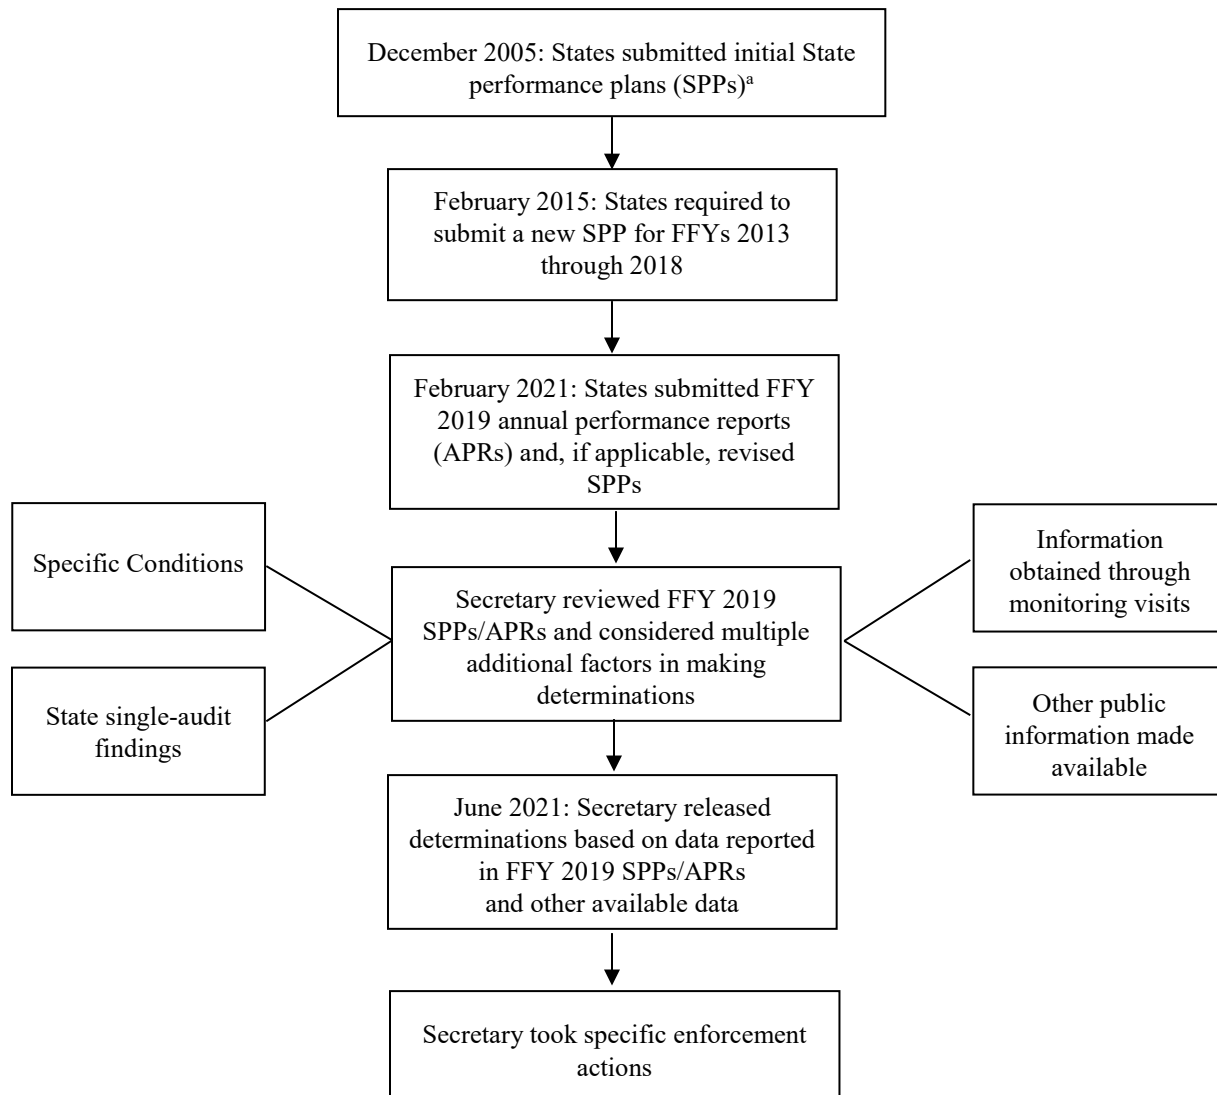 December 2005: States submitted initial State
performance plans (SPPs)ᵃ
February 2015: States required to
submit a new SPP for FFYs 2013
through 2018
February 2021: States submitted FFY
2019 annual performance reports
(APRs) and, if applicable, revised
SPPs
Specific Conditions
State single-audit
findings
Secretary reviewed FFY 2019
SPPs/APRs and considered multiple
additional factors in making
determinations
Information
obtained through
monitoring visits
Other public
information made
available
June 2021: Secretary released
determinations based on data reported
in FFY 2019 SPPs/APRs
and other available data
Secretary took specific enforcement
actions